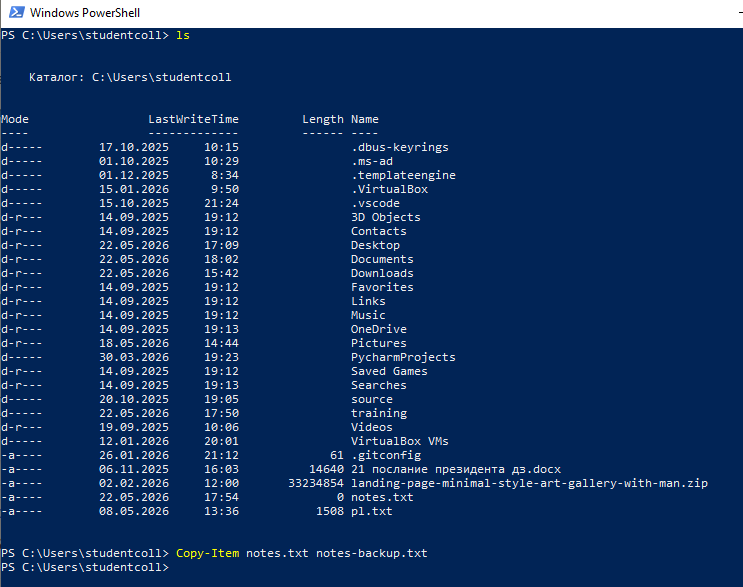 Windows PowerShell
PS C:\Users\studentcoll> ls
Каталог: C:\Users\studentcoll
Mode LastWriteTime Length Name
---- ------------- ------ ----
d----- 17.10.2025 10:15 .dbus-keyrings
d----- 01.10.2025 10:29 .ms-ad
d----- 01.12.2025 8:34 .templateengine
d----- 15.01.2026 9:50 .VirtualBox
d----- 15.10.2025 21:24 .vscode
d-r--- 14.09.2025 19:12 3D Objects
d-r--- 14.09.2025 19:12 Contacts
d-r--- 22.05.2026 17:09 Desktop
d-r--- 22.05.2026 18:02 Documents
d-r--- 22.05.2026 15:42 Downloads
d-r--- 14.09.2025 19:12 Favorites
d-r--- 14.09.2025 19:12 Links
d-r--- 14.09.2025 19:12 Music
d-r--- 14.09.2025 19:13 OneDrive
d-r--- 18.05.2026 14:44 Pictures
d----- 30.03.2026 19:23 PycharmProjects
d-r--- 14.09.2025 19:12 Saved Games
d-r--- 14.09.2025 19:13 Searches
d----- 20.10.2025 19:05 source
d----- 22.05.2026 17:50 training
d-r--- 19.09.2025 10:06 Videos
d----- 12.01.2026 20:01 VirtualBox VMs
-a---- 26.01.2026 21:12 61 .gitconfig
-a---- 06.11.2025 16:03 14640 21 послание президента дз.docx
-a---- 02.02.2026 12:00 33234854 landing-page-minimal-style-art-gallery-with-man.zip
-a---- 22.05.2026 17:54 0 notes.txt
-a---- 08.05.2026 13:36 1508 pl.txt
PS C:\Users\studentcoll> Copy-Item notes.txt notes-backup.txt
PS C:\Users\studentcoll>